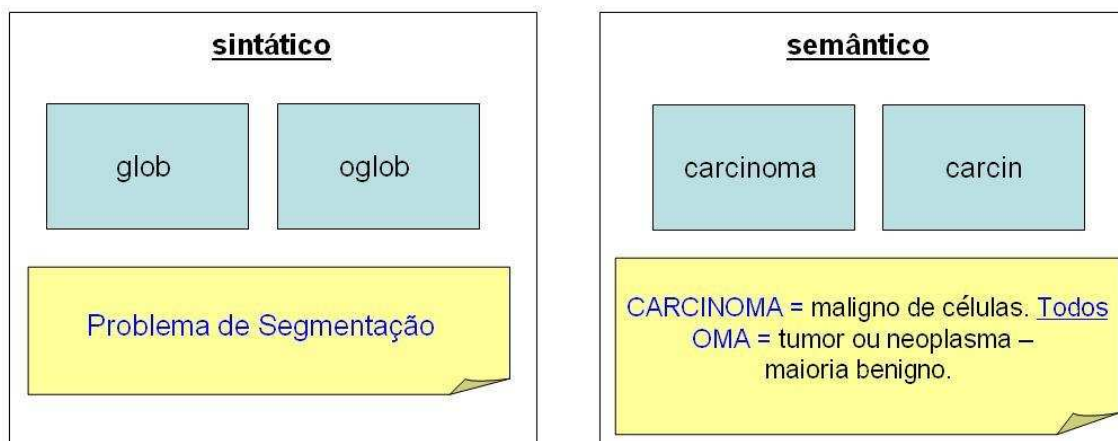 sintático
glob
oglob
Problema de Segmentação
semântico
carcinoma
carcin
CARCINOMA = maligno de células. Todos
OMA = tumor ou neoplasma –
maioria benigno.